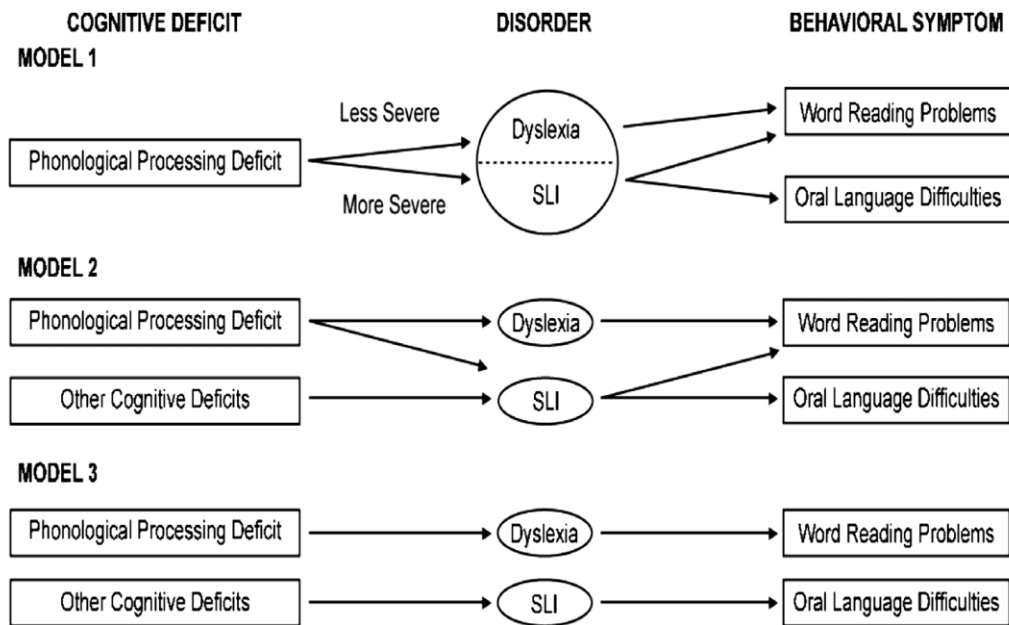 COGNITIVE DEFICIT DISORDER BEHAVIORAL SYMPTOM
MODEL 1
Less Severe
Word Reading Problems
Dyslexia
Phonological Processing Deficit
SLI
More Severe
Oral Language Difficulties
MODEL 2
Phonological Processing Deficit Dyslexia Word Reading Problems
Other Cognitive Deficits SLI Oral Language Difficulties
MODEL 3
Phonological Processing Deficit Dyslexia Word Reading Problems
Other Cognitive Deficits SLI Oral Language Difficulties